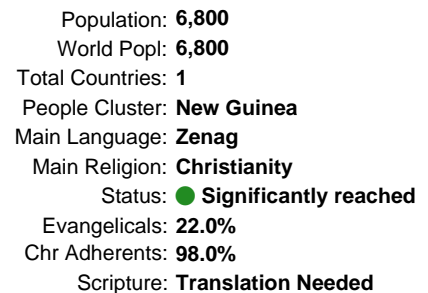 Population: 6,800
World Popl: 6,800
Total Countries: 1
People Cluster: New Guinea
Main Language: Zenag
Main Religion: Christianity
Status: Significantly reached
Evangelicals: 22.0%
Chr Adherents: 98.0%
Scripture: Translation Needed